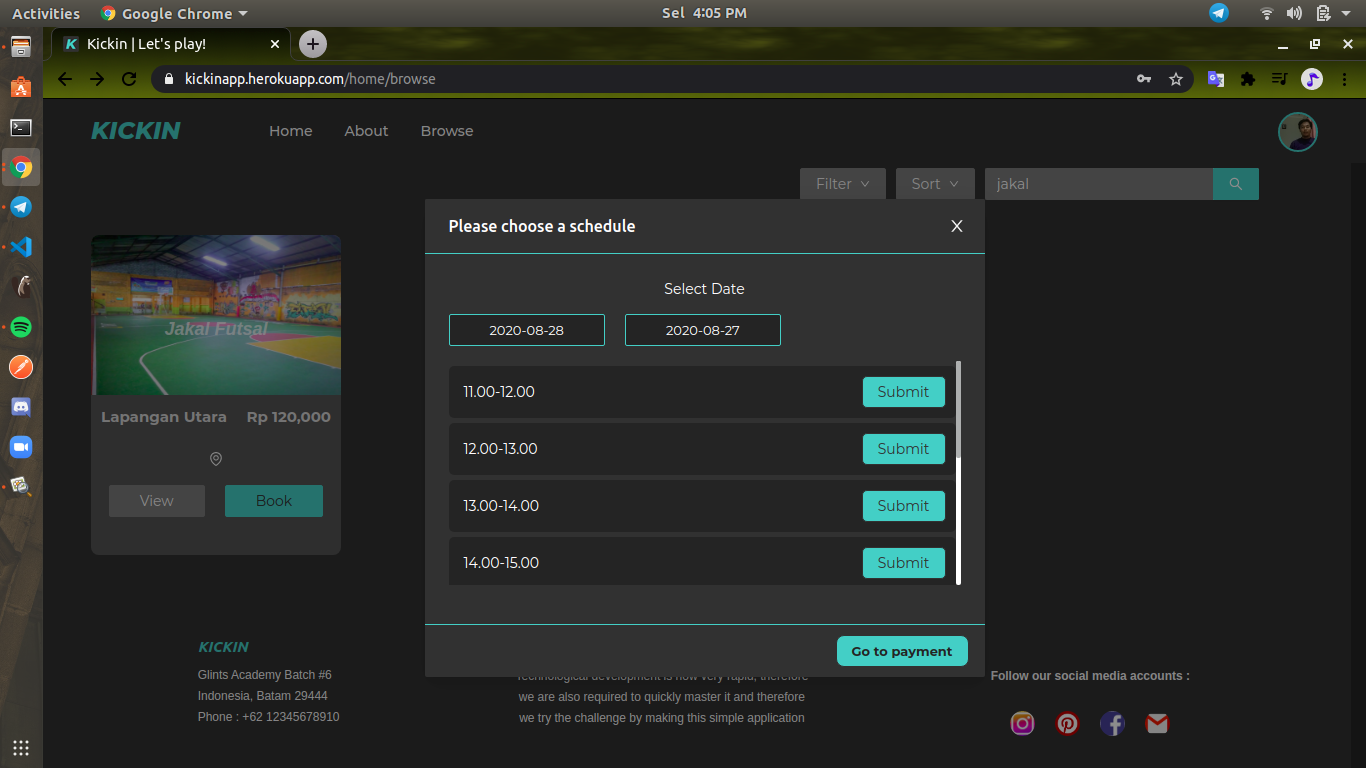 Activities
Google Chrome
Sel 4:05 PM
Kickin | Let's play!
kickinapp.herokuapp.com/home/browse
KICKIN
Home
About
Browse
Filter
Sort
jakal
Please choose a schedule
Select Date
2020-08-28
2020-08-27
11.00-12.00
Submit
12.00-13.00
Submit
13.00-14.00
Submit
14.00-15.00
Submit
Go to payment
Jakal Futsal
Lapangan Utara
Rp 120,000
View
Book
KICKIN
Glints Academy Batch #6
Indonesia, Batam 29444
Phone : +62 12345678910
Technological development is now very rapid, therefore
we are also required to quickly master it and therefore
we try the challenge by making this simple application
Follow our social media accounts :